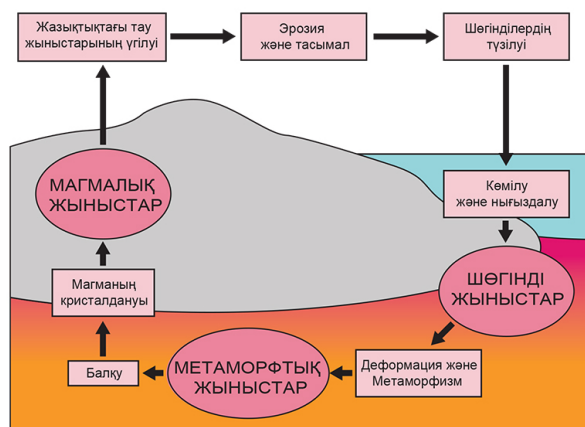 Жазықтықтағы тау
жыныстарының үгілуі
Эрозия
және тасымал
Шөгінділердің
түзілуі
Көмілу
және нығыздалу
ШӨГІНДІ
ЖЫНЫСТАР
Деформация және
Метаморфизм
МЕТАМОРФТЫҚ
ЖЫНЫСТАР
Балқу
Магманың
кристалдануы
МАГМАЛЫҚ
ЖЫНЫСТАР